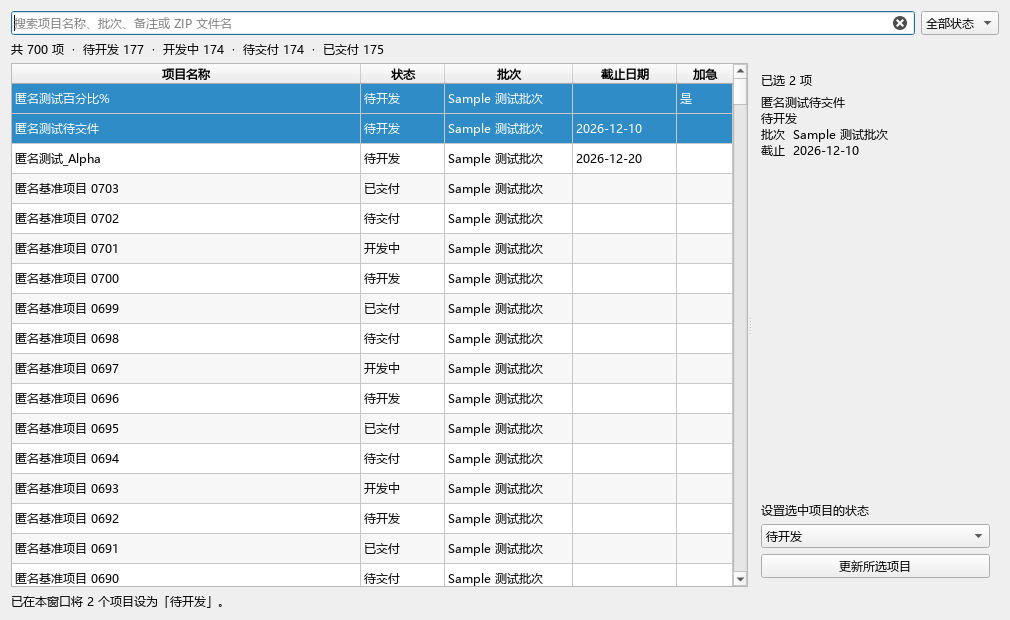 搜索项目名称、批次、备注或 ZIP 文件名
全部状态
共 700 项 · 待开发 177 · 开发中 174 · 待交付 174 · 已交付 175
项目名称 状态 批次 截止日期 加急
匿名测试百分比% 待开发 Sample 测试批次 是
匿名测试待文件 待开发 Sample 测试批次 2026-12-10
匿名测试_Alpha 待开发 Sample 测试批次 2026-12-20
匿名基准项目 0703 已交付 Sample 测试批次
匿名基准项目 0702 待交付 Sample 测试批次
匿名基准项目 0701 开发中 Sample 测试批次
匿名基准项目 0700 待开发 Sample 测试批次
匿名基准项目 0699 已交付 Sample 测试批次
匿名基准项目 0698 待交付 Sample 测试批次
匿名基准项目 0697 开发中 Sample 测试批次
匿名基准项目 0696 待开发 Sample 测试批次
匿名基准项目 0695 已交付 Sample 测试批次
匿名基准项目 0694 待交付 Sample 测试批次
匿名基准项目 0693 开发中 Sample 测试批次
匿名基准项目 0692 待开发 Sample 测试批次
匿名基准项目 0691 已交付 Sample 测试批次
匿名基准项目 0690 待交付 Sample 测试批次
已选 2 项
匿名测试待文件
待开发
批次 Sample 测试批次
截止 2026-12-10
设置选中项目的状态
待开发
更新所选项目
已在本窗口将 2 个项目设为「待开发」。